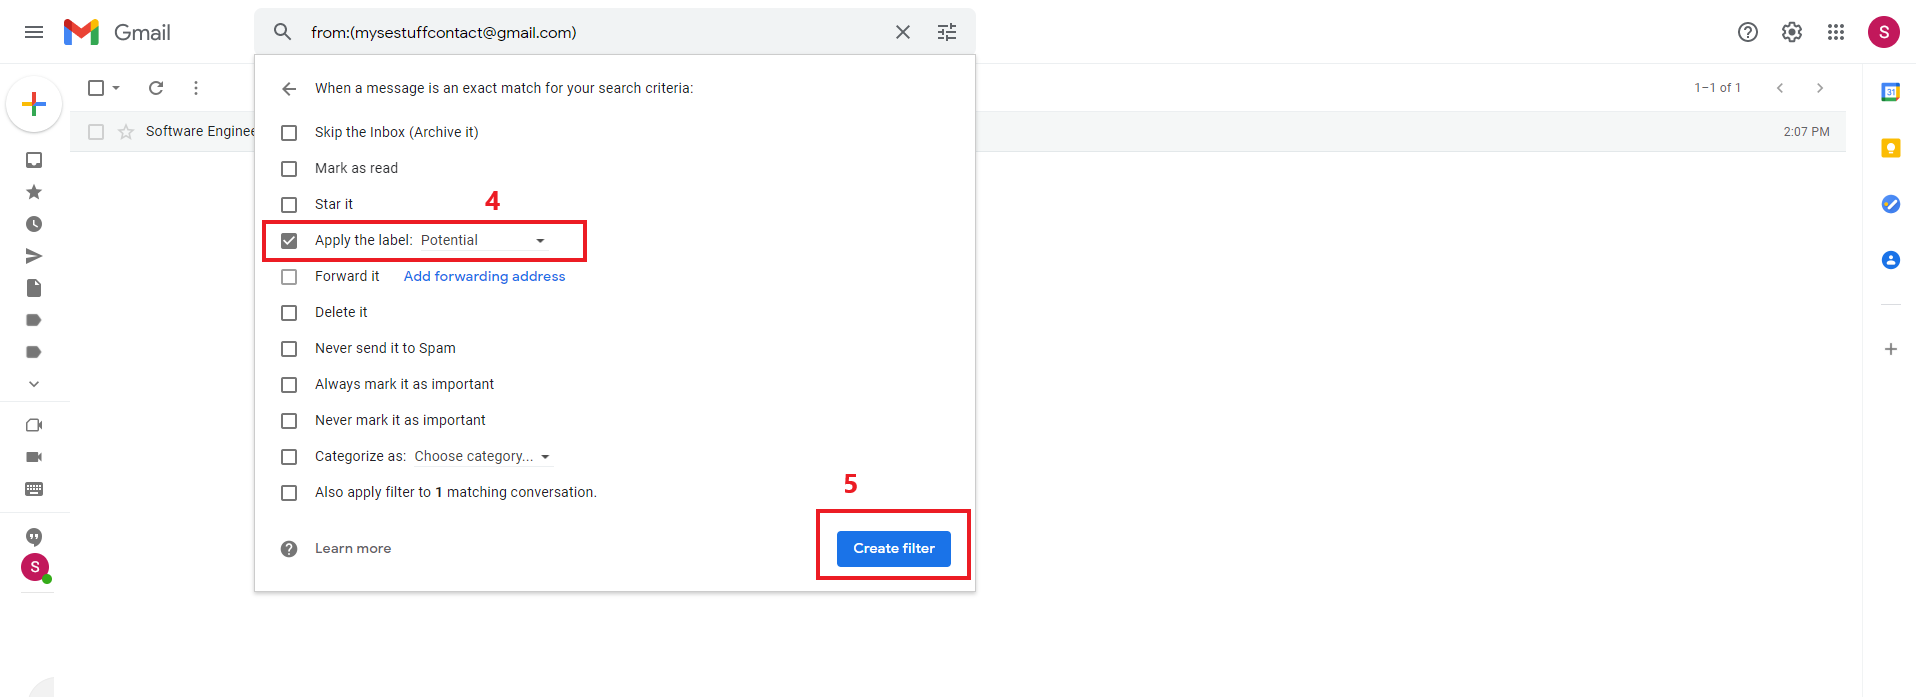 Gmail
from:(mysestuffcontact@gmail.com)
S
When a message is an exact match for your search criteria:
1–1 of 1
31
Software Enginee
Skip the Inbox (Archive it)
2:07 PM
Mark as read
Star it
4
Apply the label: Potential
Forward it Add forwarding address
Delete it
Never send it to Spam
Always mark it as important
Never mark it as important
Categorize as: Choose category...
Also apply filter to 1 matching conversation.
5
Learn more
Create filter
S